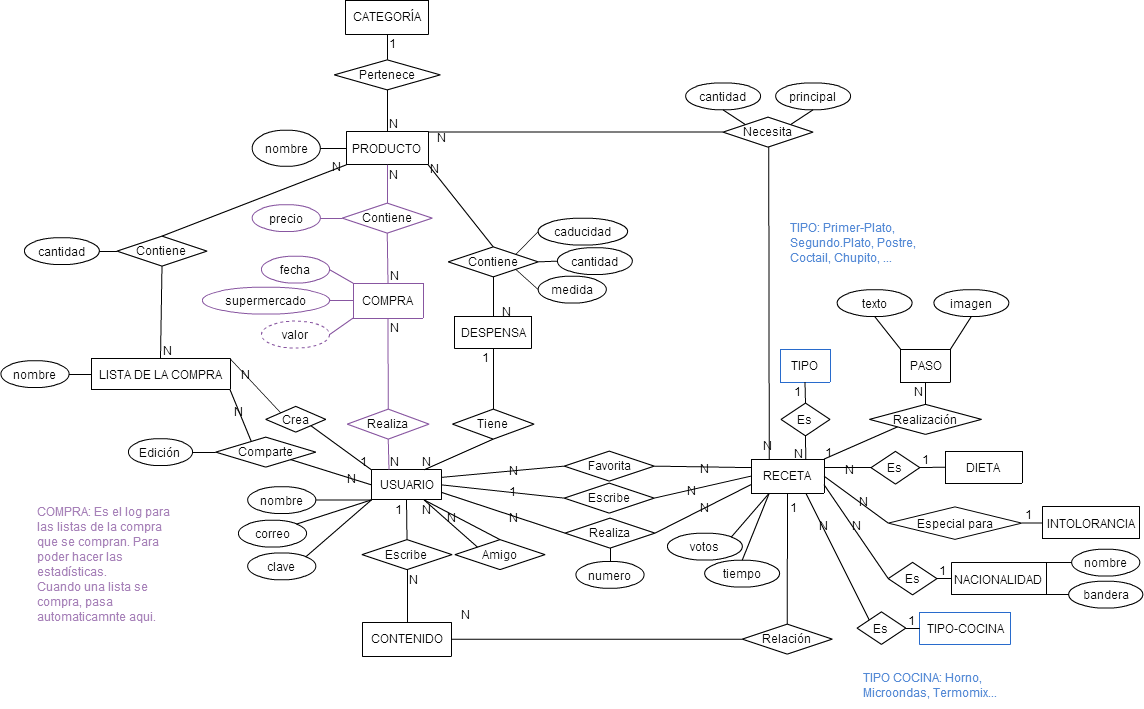 CATEGORÍA
1
Pertenece
N
cantidad
principal
nombre
PRODUCTO
N
Necesita
N
N
N
precio
Contiene
TIPO: Primer-Plato,
Segundo.Plato, Postre,
Coctail, Chupito, ...
cantidad
Contiene
caducidad
Contiene
cantidad
medida
fecha
N
supermercado
COMPRA
valor
N
N
DESPENSA
1
texto
imagen
N
nombre
LISTA DE LA COMPRA
N
TIPO
1
PASO
N
N
Crea
Realiza
Tiene
Es
Realización
Edición
Comparte
N
N
N
1
N
N
1
N
Favorita
N
N
Es
1
DIETA
N
USUARIO
1
Escribe
N
RECETA
nombre
1
N
N
N
Realiza
N
1
N
N
N
Especial para
1
INTOLORANCIA
correo
clave
Escribe
Amigo
numero
votos
tiempo
N
Es
1
NACIONALIDAD
nombre
bandera
COMPRA: Es el log para
las listas de la compra
que se compran. Para
poder hacer las
estadísticas.
Cuando una lista se
compra, pasa
automaticamnte aqui.
N
CONTENIDO
Relación
Es
1
TIPO-COCINA
TIPO COCINA: Horno,
Microondas, Termomix...